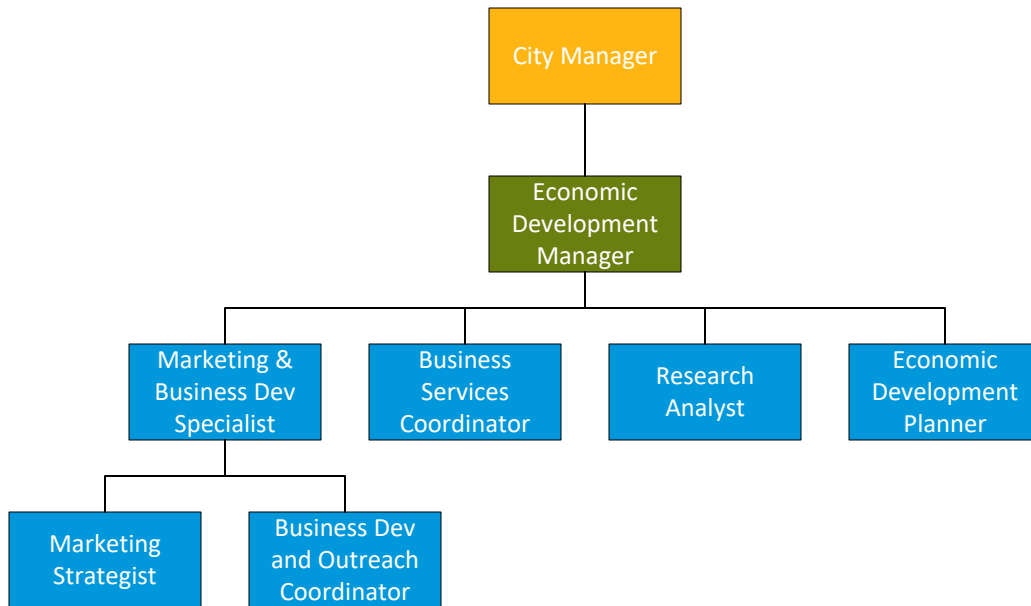 City Manager
Economic
Development
Manager
Marketing &
Business Dev
Specialist
Business
Services
Coordinator
Research
Analyst
Economic
Development
Planner
Marketing
Strategist
Business Dev
and Outreach
Coordinator